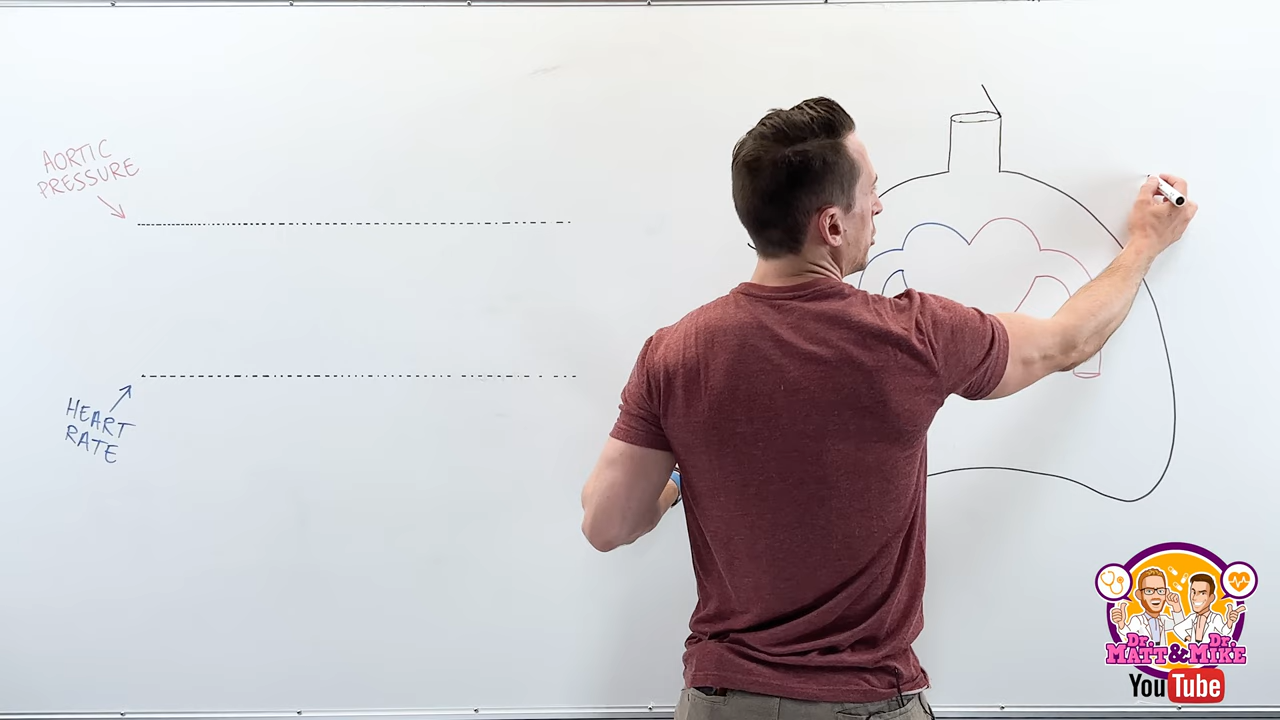 AORTIC
PRESSURE
HEART
RATE
Dr. Dr.
MATT & MIKE
YouTube